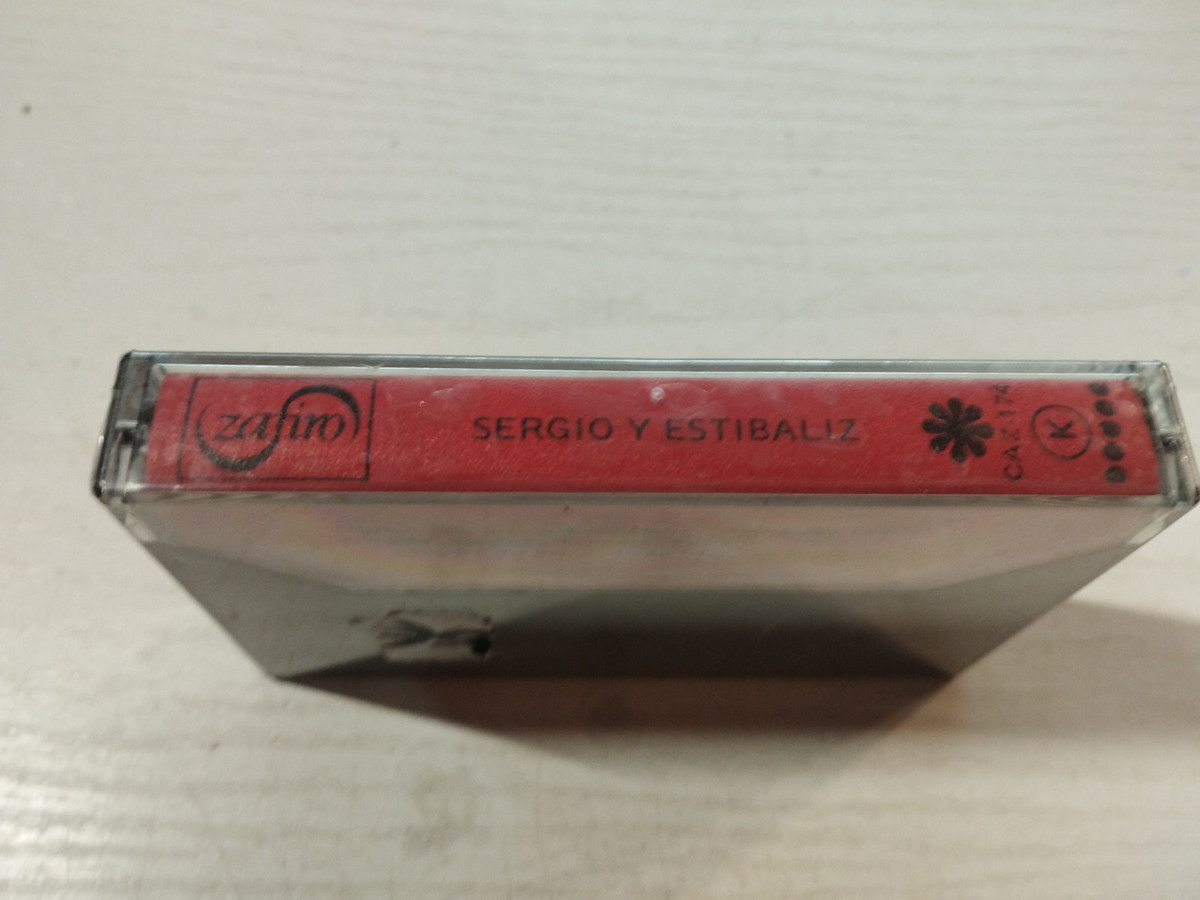 zafiro
SERGIO Y ESTIBALIZ
CAZ 174
K